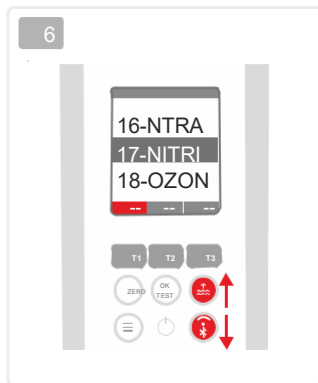 6
16-NTRA
17-NITRI
18-OZON
-- -- --
T1 T2 T3
ZERO OK TEST